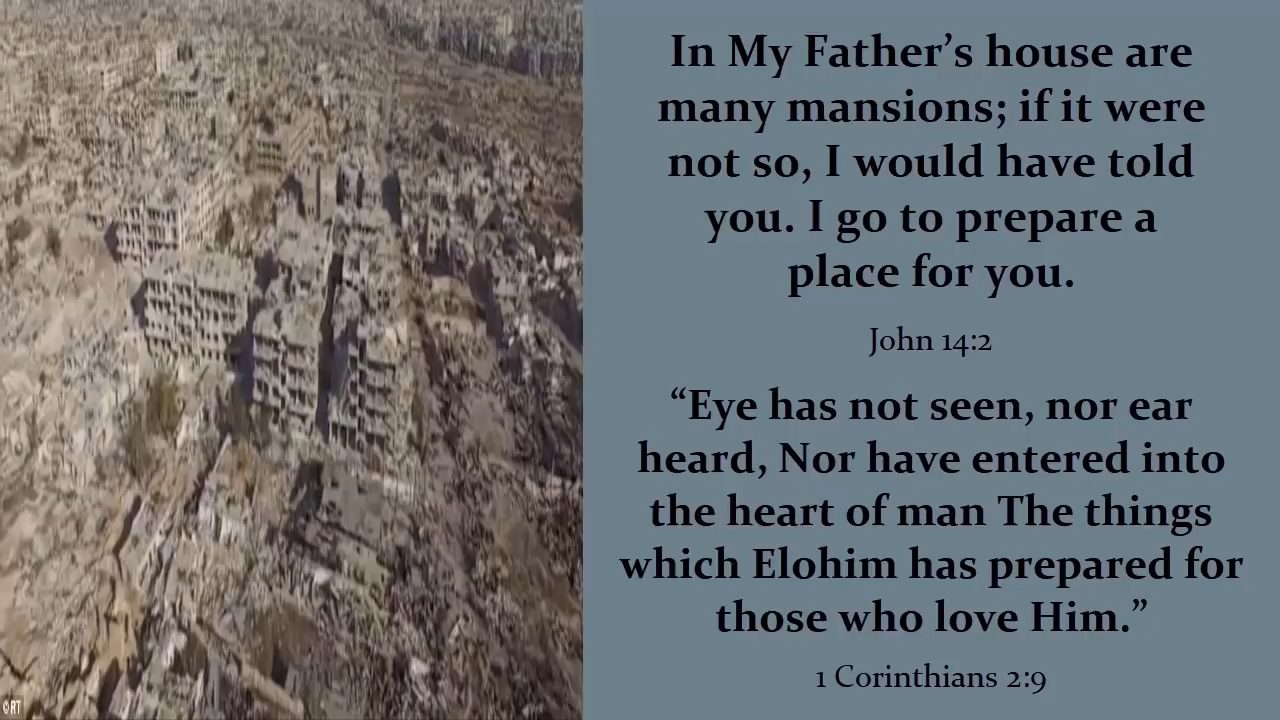 In My Father’s house are
many mansions; if it were
not so, I would have told
you. I go to prepare a
place for you.
John 14:2
“Eye has not seen, nor ear
heard, Nor have entered into
the heart of man The things
which Elohim has prepared for
those who love Him.”
1 Corinthians 2:9
©RT